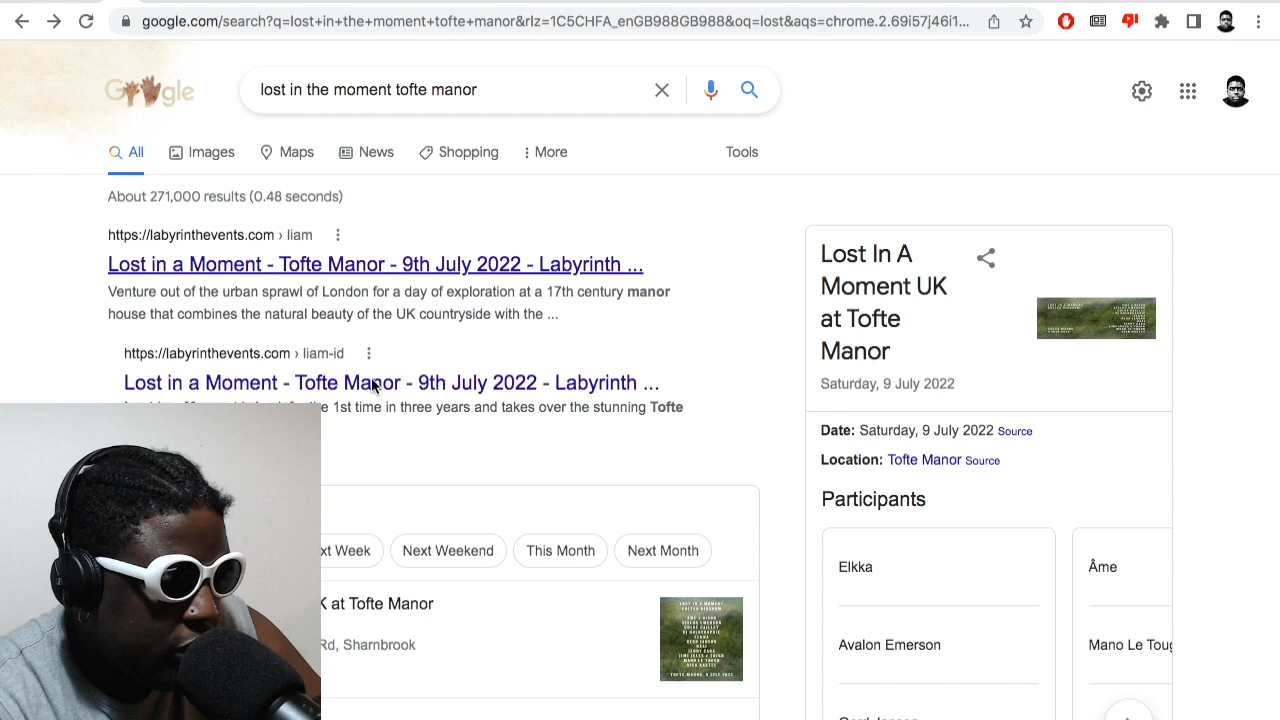 google.com/search?q=lost+in+the+moment+tofte+manor&rlz=1C5CHFA_enGB988GB988&oq=lost&aqs=chrome.2.69i57j46i1...
Google
lost in the moment tofte manor
All
Images
Maps
News
Shopping
More
Tools
About 271,000 results (0.48 seconds)
https://labyrinthevents.com › liam
Lost in a Moment - Tofte Manor - 9th July 2022 - Labyrinth ...
Venture out of the urban sprawl of London for a day of exploration at a 17th century manor
house that combines the natural beauty of the UK countryside with the ...
https://labyrinthevents.com › liam-id
Lost in a Moment - Tofte Manor - 9th July 2022 - Labyrinth ...
the 1st time in three years and takes over the stunning Tofte
xt Week
Next Weekend
This Month
Next Month
K at Tofte Manor
Rd, Sharnbrook
Lost In A
Moment UK
at Tofte
Manor
Saturday, 9 July 2022
Date: Saturday, 9 July 2022 Source
Location: Tofte Manor Source
Participants
Elkka
Âme
Avalon Emerson
Mano Le Toug